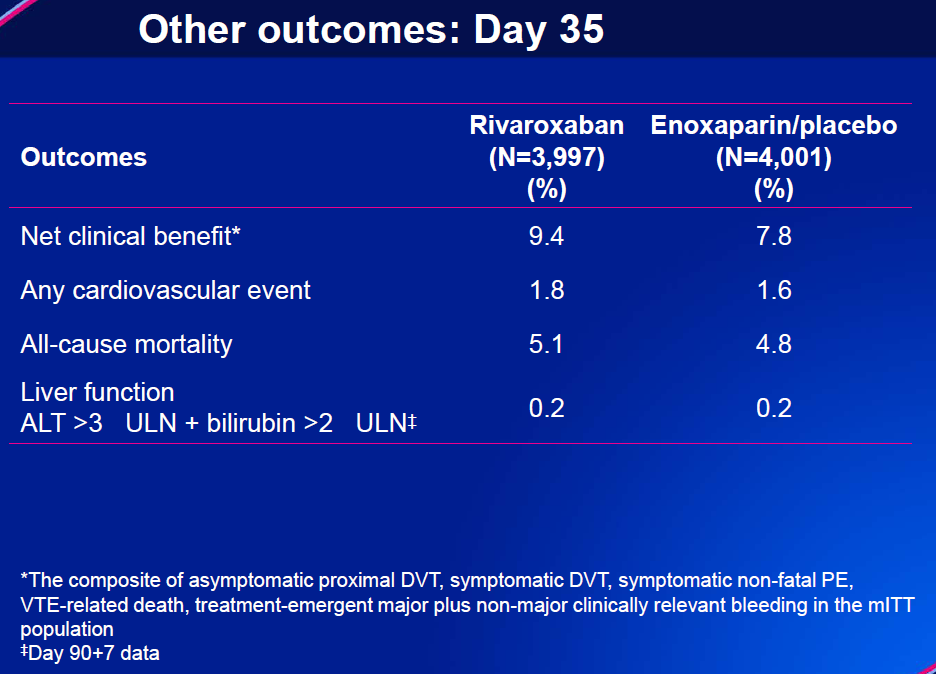 Other outcomes: Day 35
Outcomes
Rivaroxaban
(N=3,997)
(%)
Enoxaparin/placebo
(N=4,001)
(%)
Net clinical benefit* 9.4 7.8
Any cardiovascular event 1.8 1.6
All-cause mortality 5.1 4.8
Liver function
ALT >3 ULN + bilirubin >2 ULN‡ 0.2 0.2
*The composite of asymptomatic proximal DVT, symptomatic DVT, symptomatic non-fatal PE,
VTE-related death, treatment-emergent major plus non-major clinically relevant bleeding in the mITT
population
‡Day 90+7 data